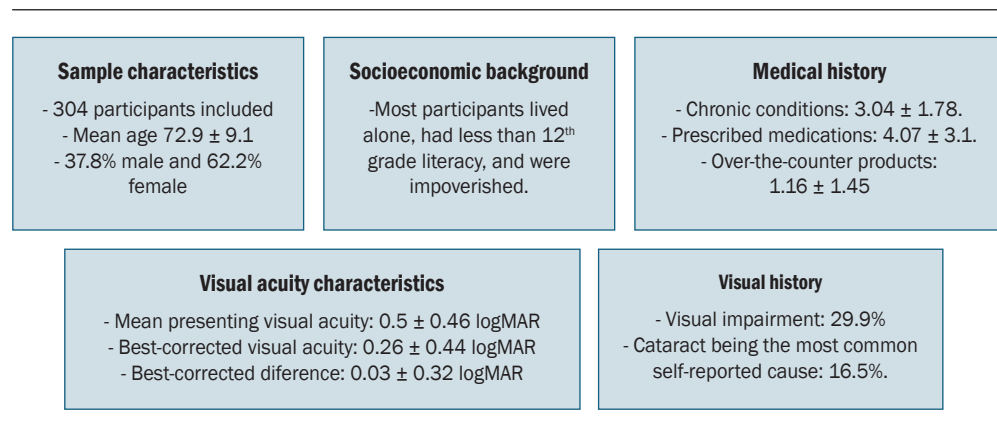 Sample characteristics
- 304 participants included
- Mean age 72.9 ± 9.1
- 37.8% male and 62.2%
female
Socioeconomic background
-Most participants lived
alone, had less than 12th
grade literacy, and were
impoverished.
Medical history
- Chronic conditions: 3.04 ± 1.78.
- Prescribed medications: 4.07 ± 3.1.
- Over-the-counter products:
1.16 ± 1.45
Visual acuity characteristics
- Mean presenting visual acuity: 0.5 ± 0.46 logMAR
- Best-corrected visual acuity: 0.26 ± 0.44 logMAR
- Best-corrected diference: 0.03 ± 0.32 logMAR
Visual history
- Visual impairment: 29.9%
- Cataract being the most common
self-reported cause: 16.5%.